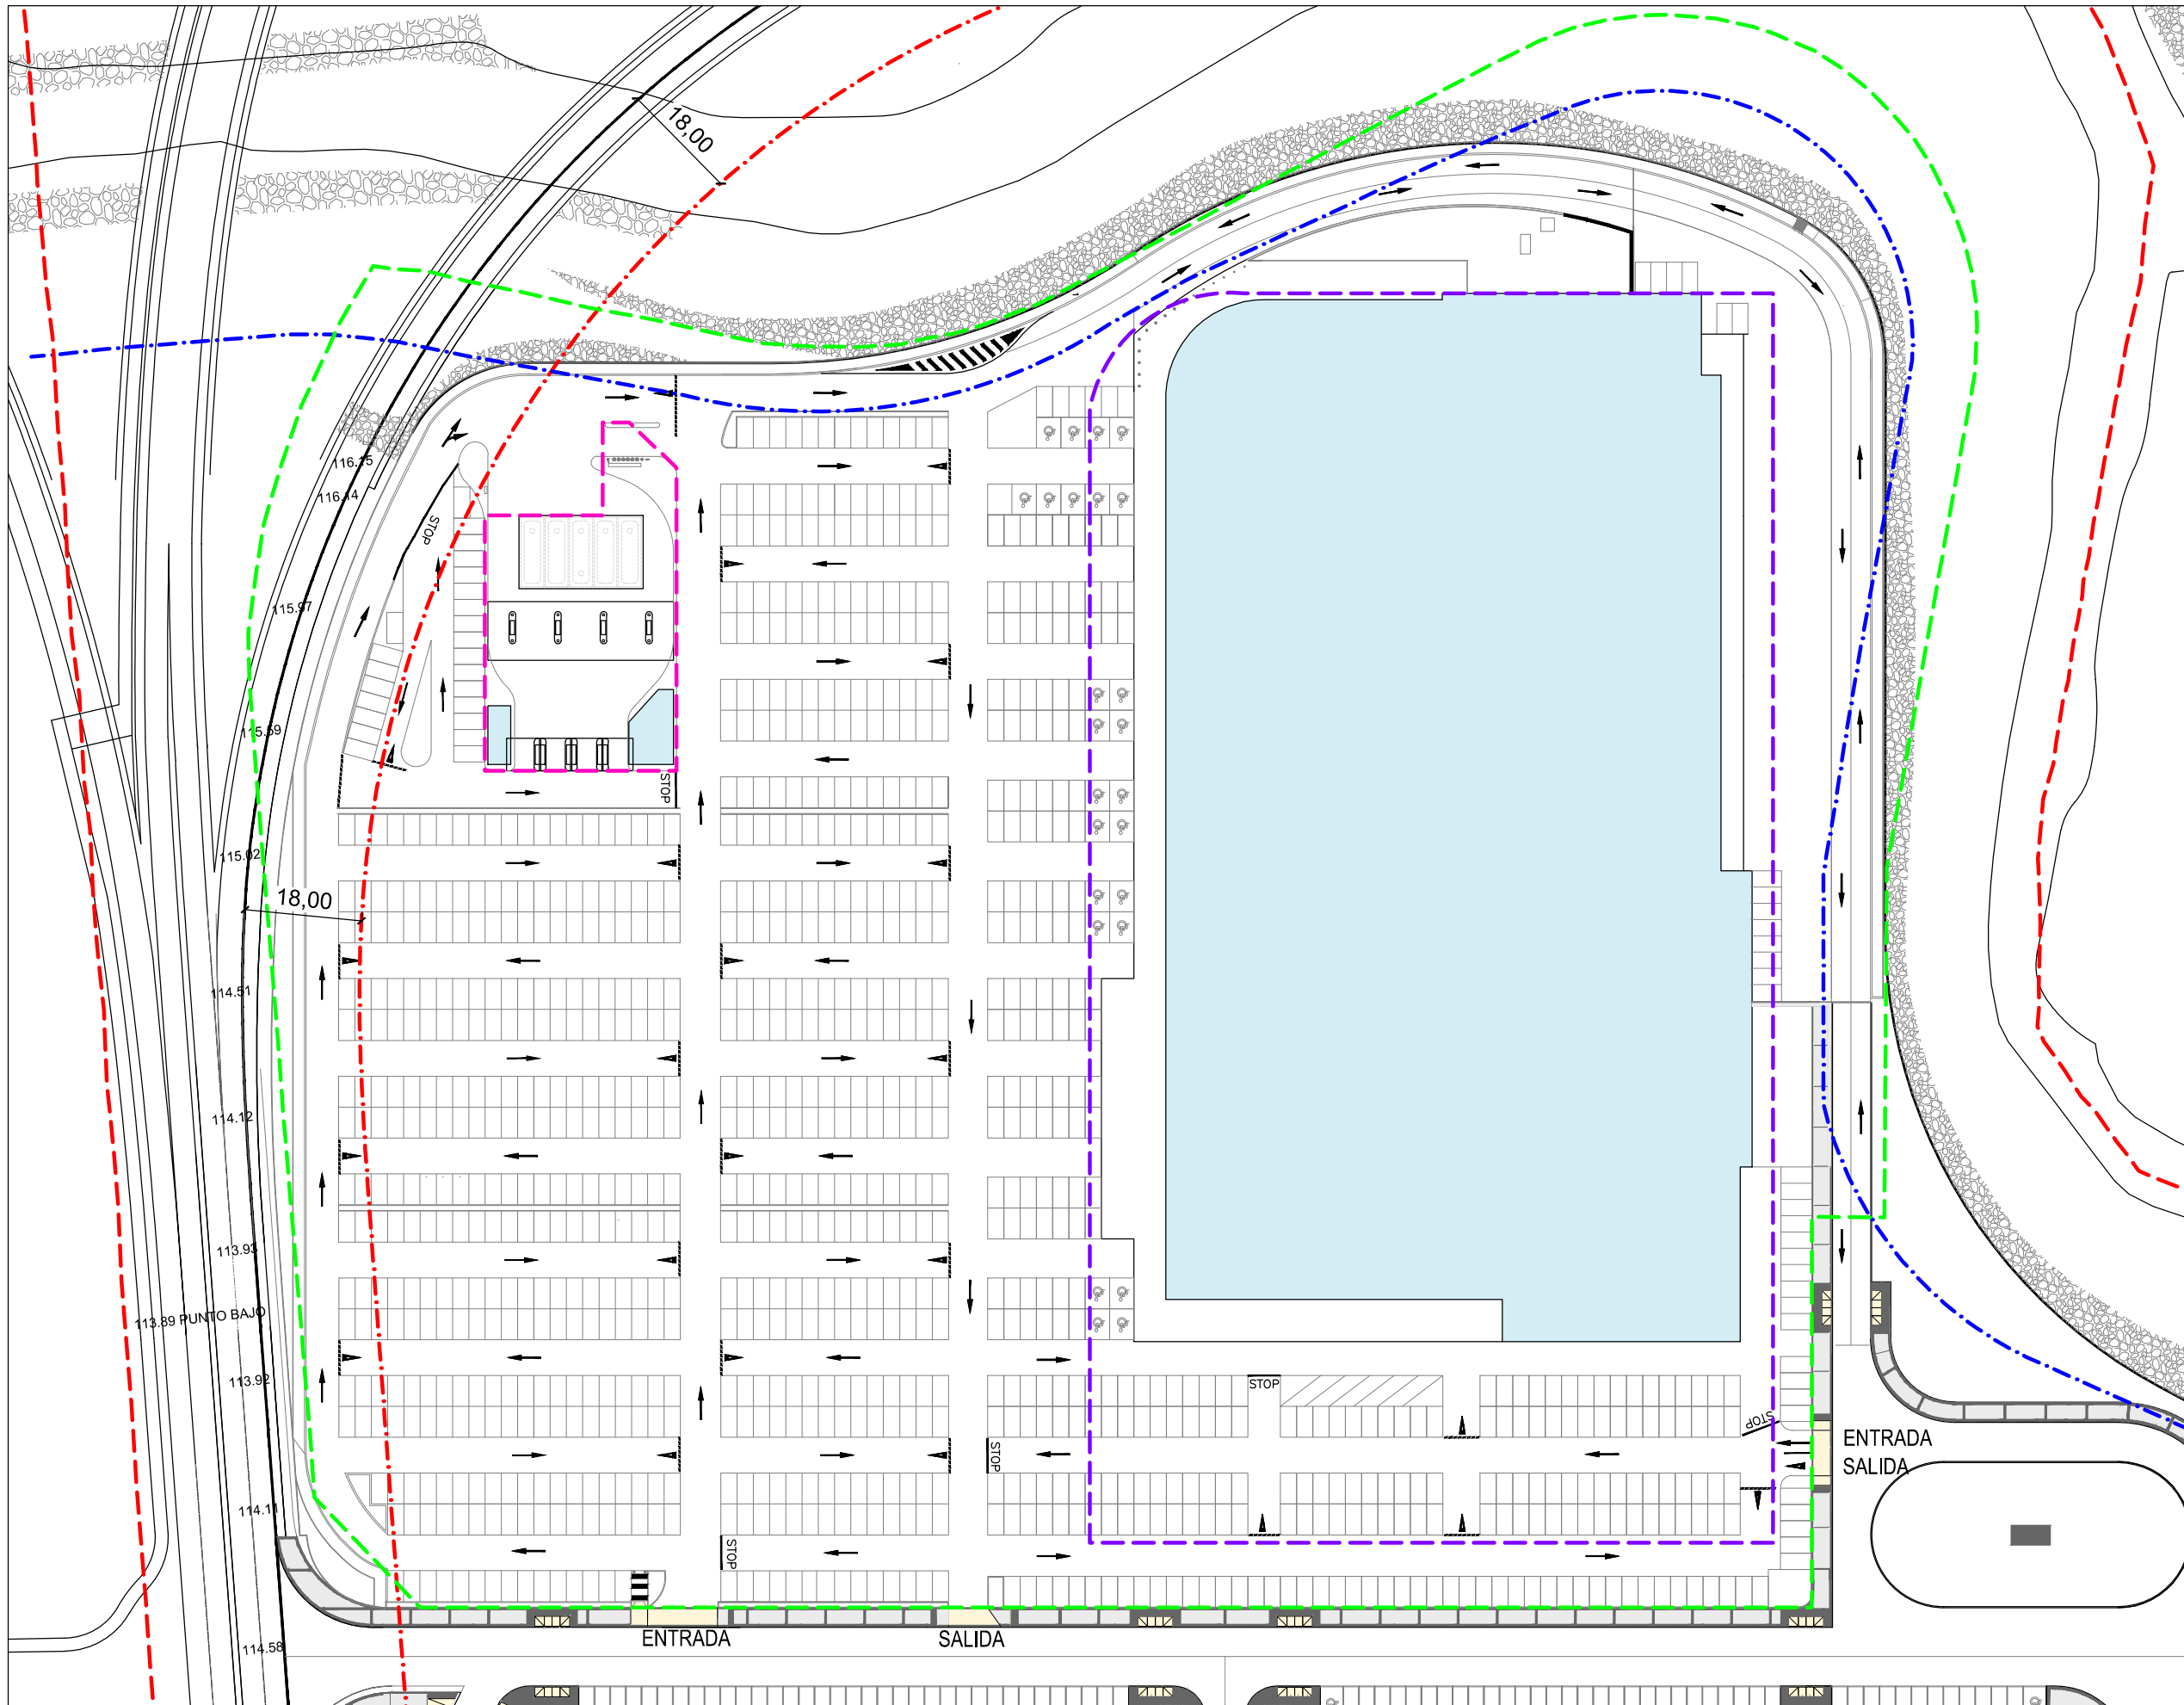 18,00
116.15
116.14
STOP
115.97
115.59
STOP
115.02
18,00
114.51
114.12
113.93
113.89 PUNTO BAJO
113.92
STOP
STOP
ENTRADA
SALIDA
STOP
114.11
STOP
ENTRADA
SALIDA
114.58